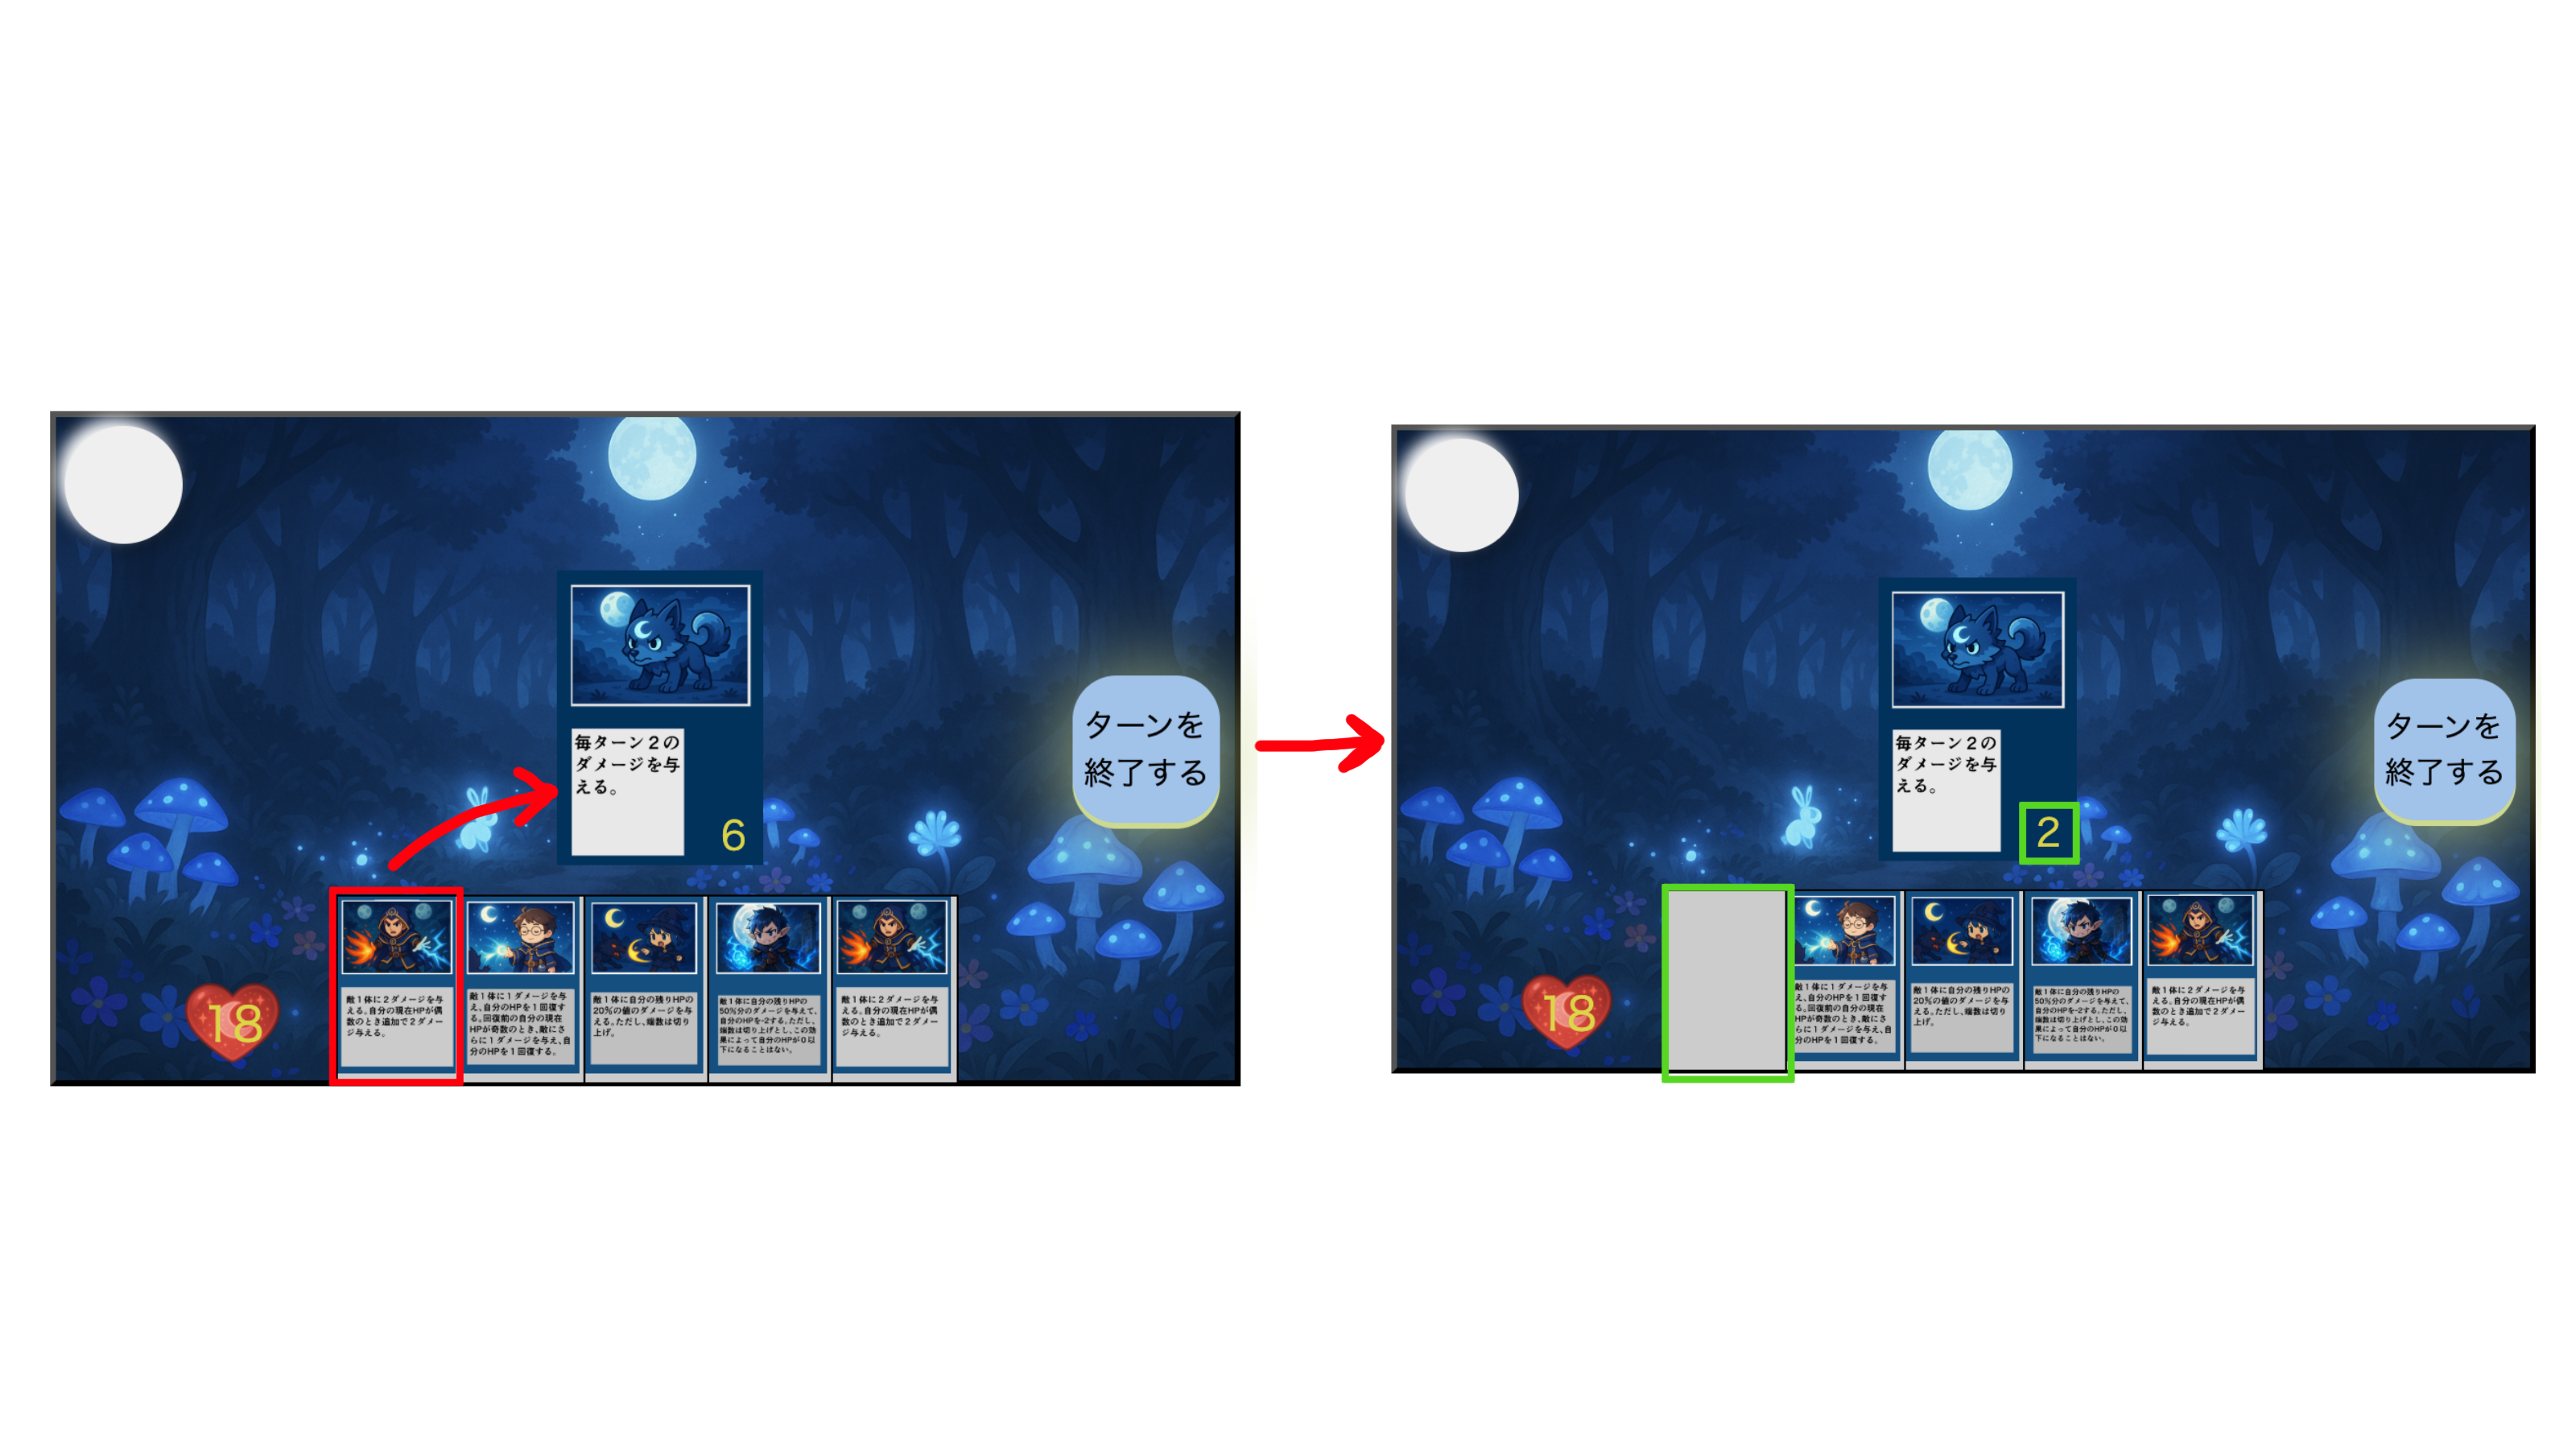 毎ターン２の
ダメージを与
える。
6
ターンを
終了する
18
敵１体に２ダメージを与
える。自分の現在HPが偶
数のとき追加で２ダメー
ジ与える。
敵１体に１ダメージを与
え、自分のHPを１回復す
る。回復前の自分の現在
HPが奇数のとき、敵にさ
らに１ダメージを与え、自
分のHPを１回復する。
敵１体に自分の残りHPの
20%の値のダメージを与
える。ただし、端数は切り
上げ。
敵１体に自分の残りHPの
50%分のダメージを与えて、
自分のHPを-2する。ただし、
端数は切り上げとし、この効
果によって自分のHPが０以
下になることはない。
敵１体に２ダメージを与
える。自分の現在HPが偶
数のとき追加で２ダメー
ジ与える。
毎ターン２の
ダメージを与
える。
2
ターンを
終了する
18
敵１体に１ダメージを与
え、自分のHPを１回復す
る。回復前の自分の現在
HPが奇数のとき、敵にさ
らに１ダメージを与え、自
分のHPを１回復する。
敵１体に自分の残りHPの
20%の値のダメージを与
える。ただし、端数は切り
上げ。
敵１体に自分の残りHPの
50%分のダメージを与えて、
自分のHPを-2する。ただし、
端数は切り上げとし、この効
果によって自分のHPが０以
下になることはない。
敵１体に２ダメージを与
える。自分の現在HPが偶
数のとき追加で２ダメー
ジ与える。